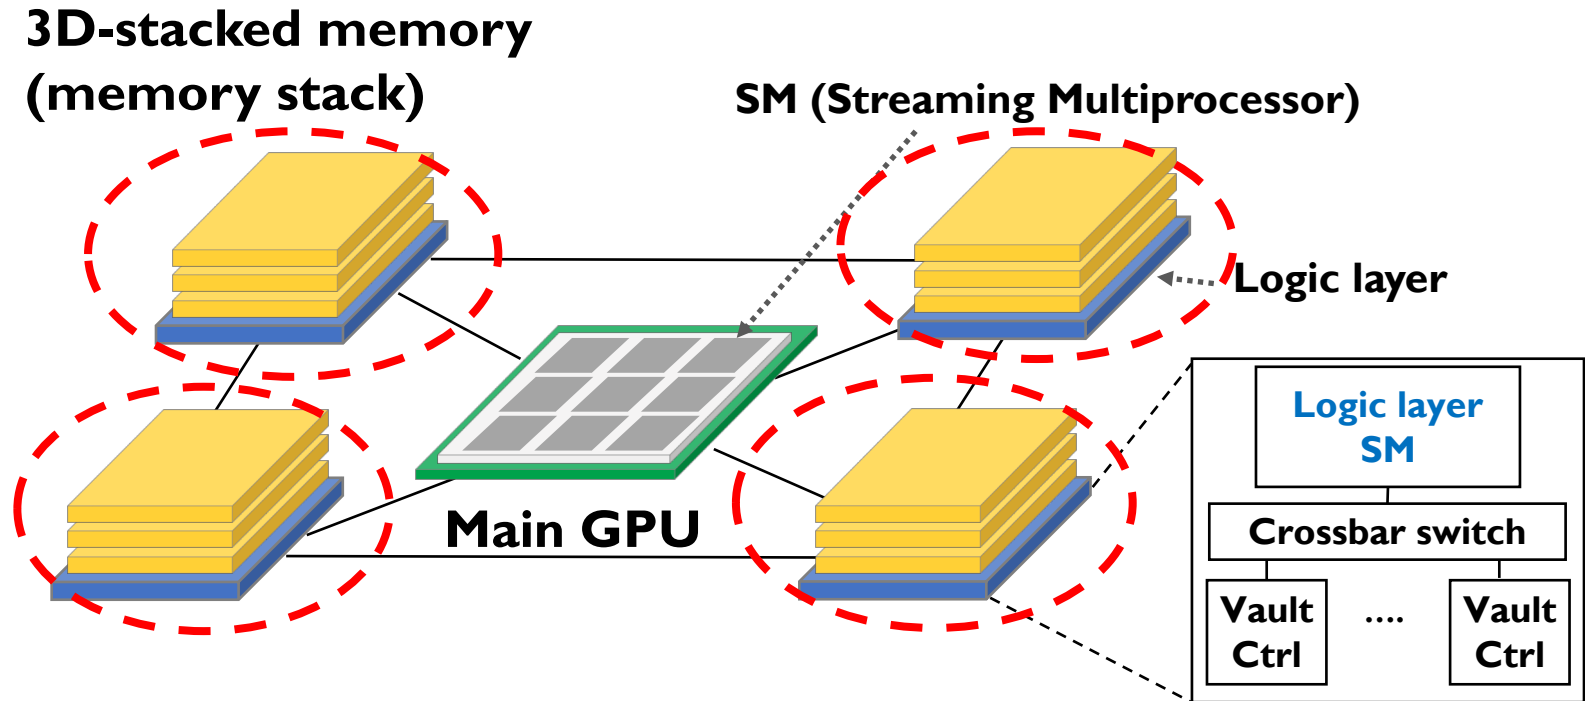 3D-stacked memory
(memory stack)
SM (Streaming Multiprocessor)
Logic layer
Main GPU
Logic layer
SM
Crossbar switch
Vault
Ctrl
....
Vault
Ctrl